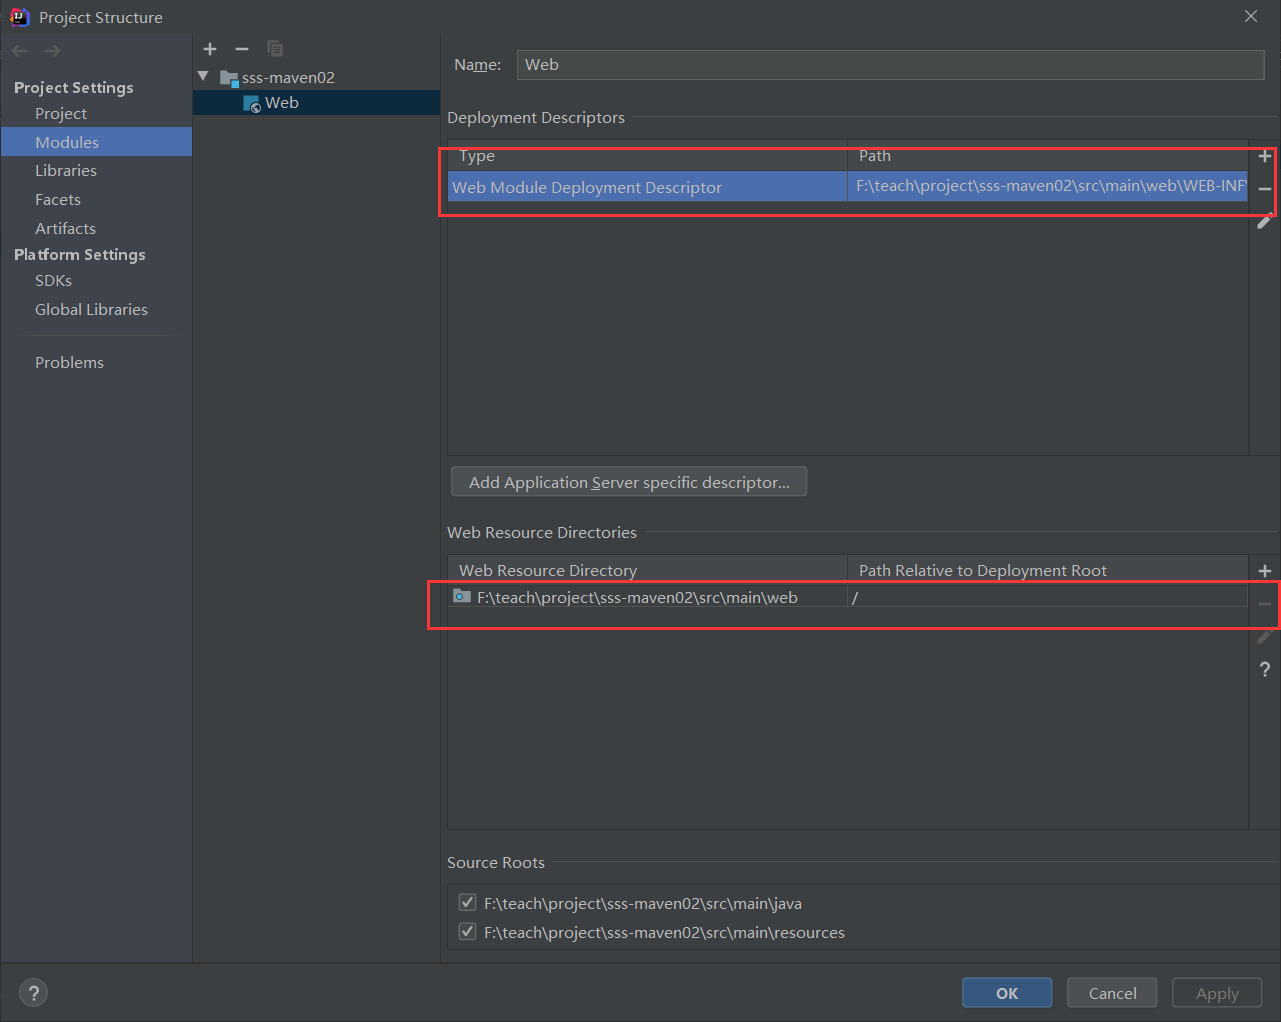 Project Structure
Project Settings
Project
Modules
Libraries
Facets
Artifacts
Platform Settings
SDKs
Global Libraries
Problems
sss-maven02
Web
Name: Web
Deployment Descriptors
Type Path
Web Module Deployment Descriptor F:\teach\project\sss-maven02\src\main\web\WEB-INF\
Add Application Server specific descriptor...
Web Resource Directories
Web Resource Directory Path Relative to Deployment Root
F:\teach\project\sss-maven02\src\main\web /
Source Roots
F:\teach\project\sss-maven02\src\main\java
F:\teach\project\sss-maven02\src\main\resources
OK Cancel Apply